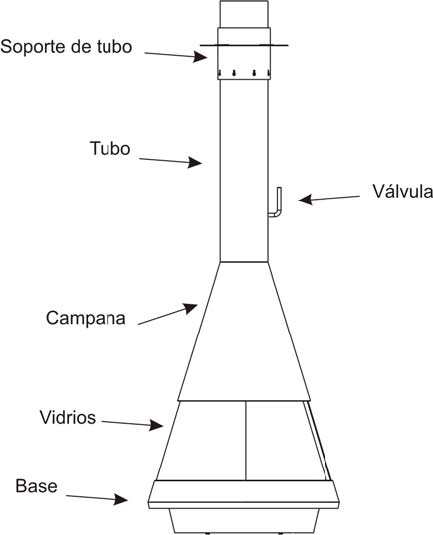 Soporte de tubo
Tubo
Válvula
Campana
Vidrios
Base